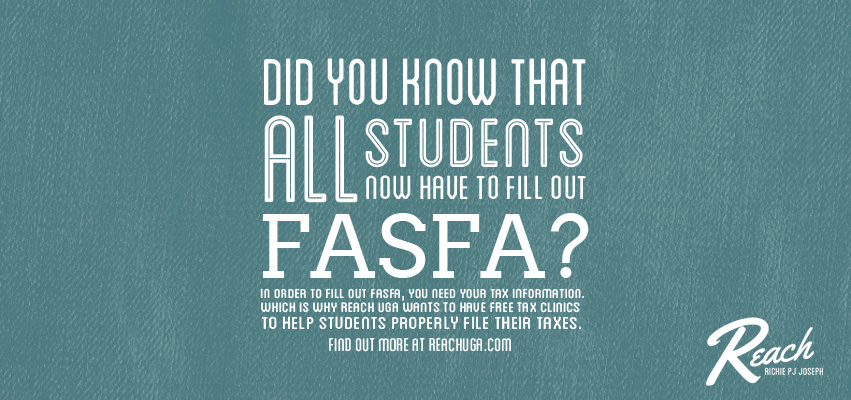 DID YOU KNOW THAT
ALL STUDENTS
NOW HAVE TO FILL OUT
FASFA?
IN ORDER TO FILL OUT FASFA, YOU NEED YOUR TAX INFORMATION.
WHICH IS WHY REACH UGA WANTS TO HAVE FREE TAX CLINICS
TO HELP STUDENTS PROPERLY FILE THEIR TAXES.
FIND OUT MORE AT REACHUGA.COM
Reach
RICHIE PJ JOSEPH